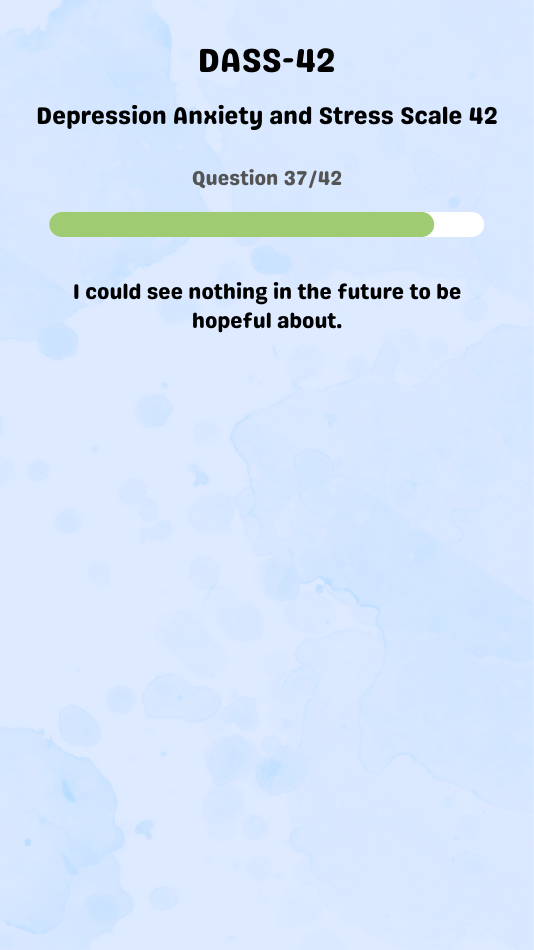 DASS-42
Depression Anxiety and Stress Scale 42
Question 37/42
I could see nothing in the future to be
hopeful about.